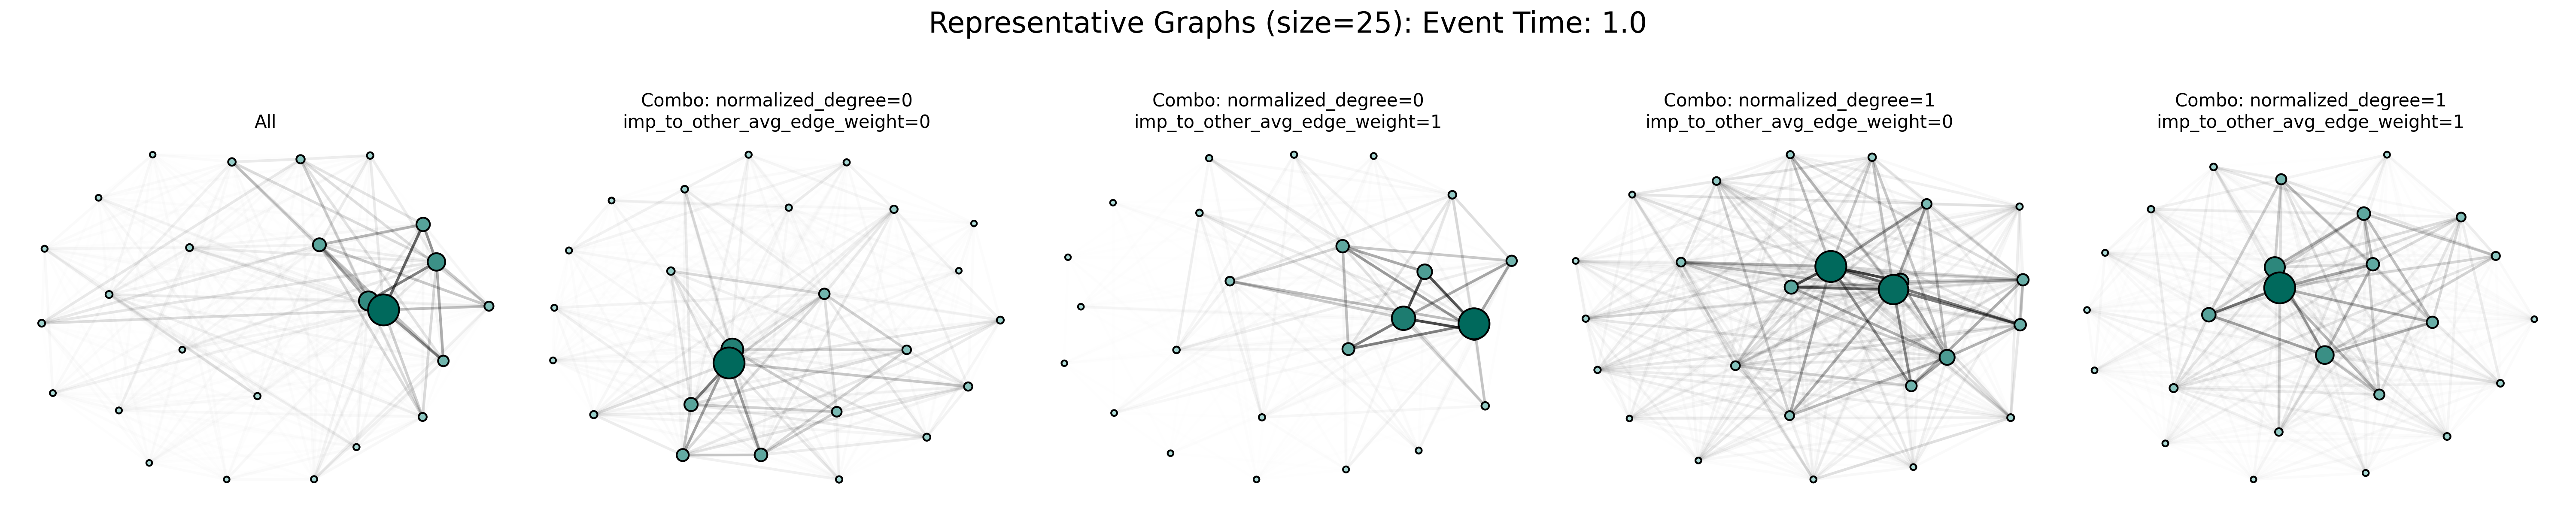 Representative Graphs (size=25): Event Time: 1.0
All
Combo: normalized_degree=0
imp_to_other_avg_edge_weight=0
Combo: normalized_degree=0
imp_to_other_avg_edge_weight=1
Combo: normalized_degree=1
imp_to_other_avg_edge_weight=0
Combo: normalized_degree=1
imp_to_other_avg_edge_weight=1